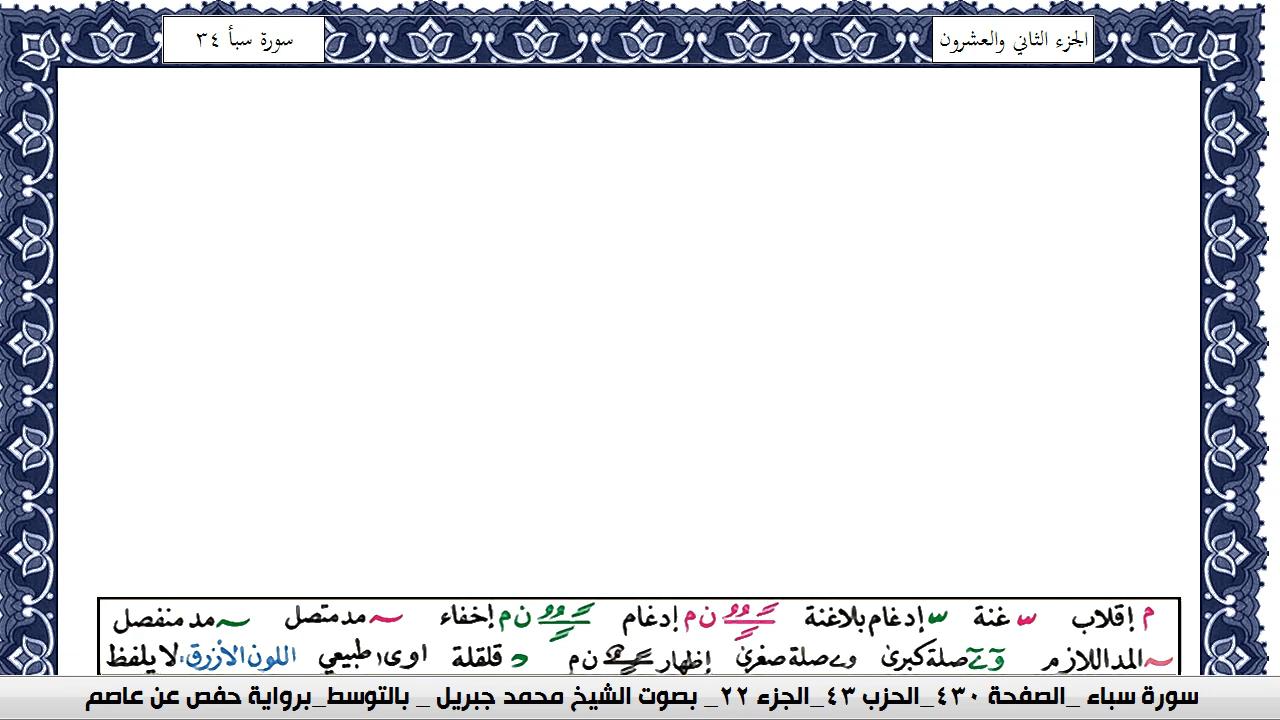 الجزء الثاني والعشرون
سورة سبأ ٣٤
م إقلاب س غنة س إدغام بلاغنة ن م إدغام ن م إخفاء ~ مد متصل ~ مد منفصل
~ المد اللازم و ے صلة كبرى و ے صلة صغرى إظهار ن م د قلقلة اوى طبيعي اللون الأزرق: لا يلفظ
سورة سباء _الصفحة ٤٣٠_الحزب ٤٣_الجزء ٢٢_ بصوت الشيخ محمد جبريل _ بالتوسط_برواية حفص عن عاصم